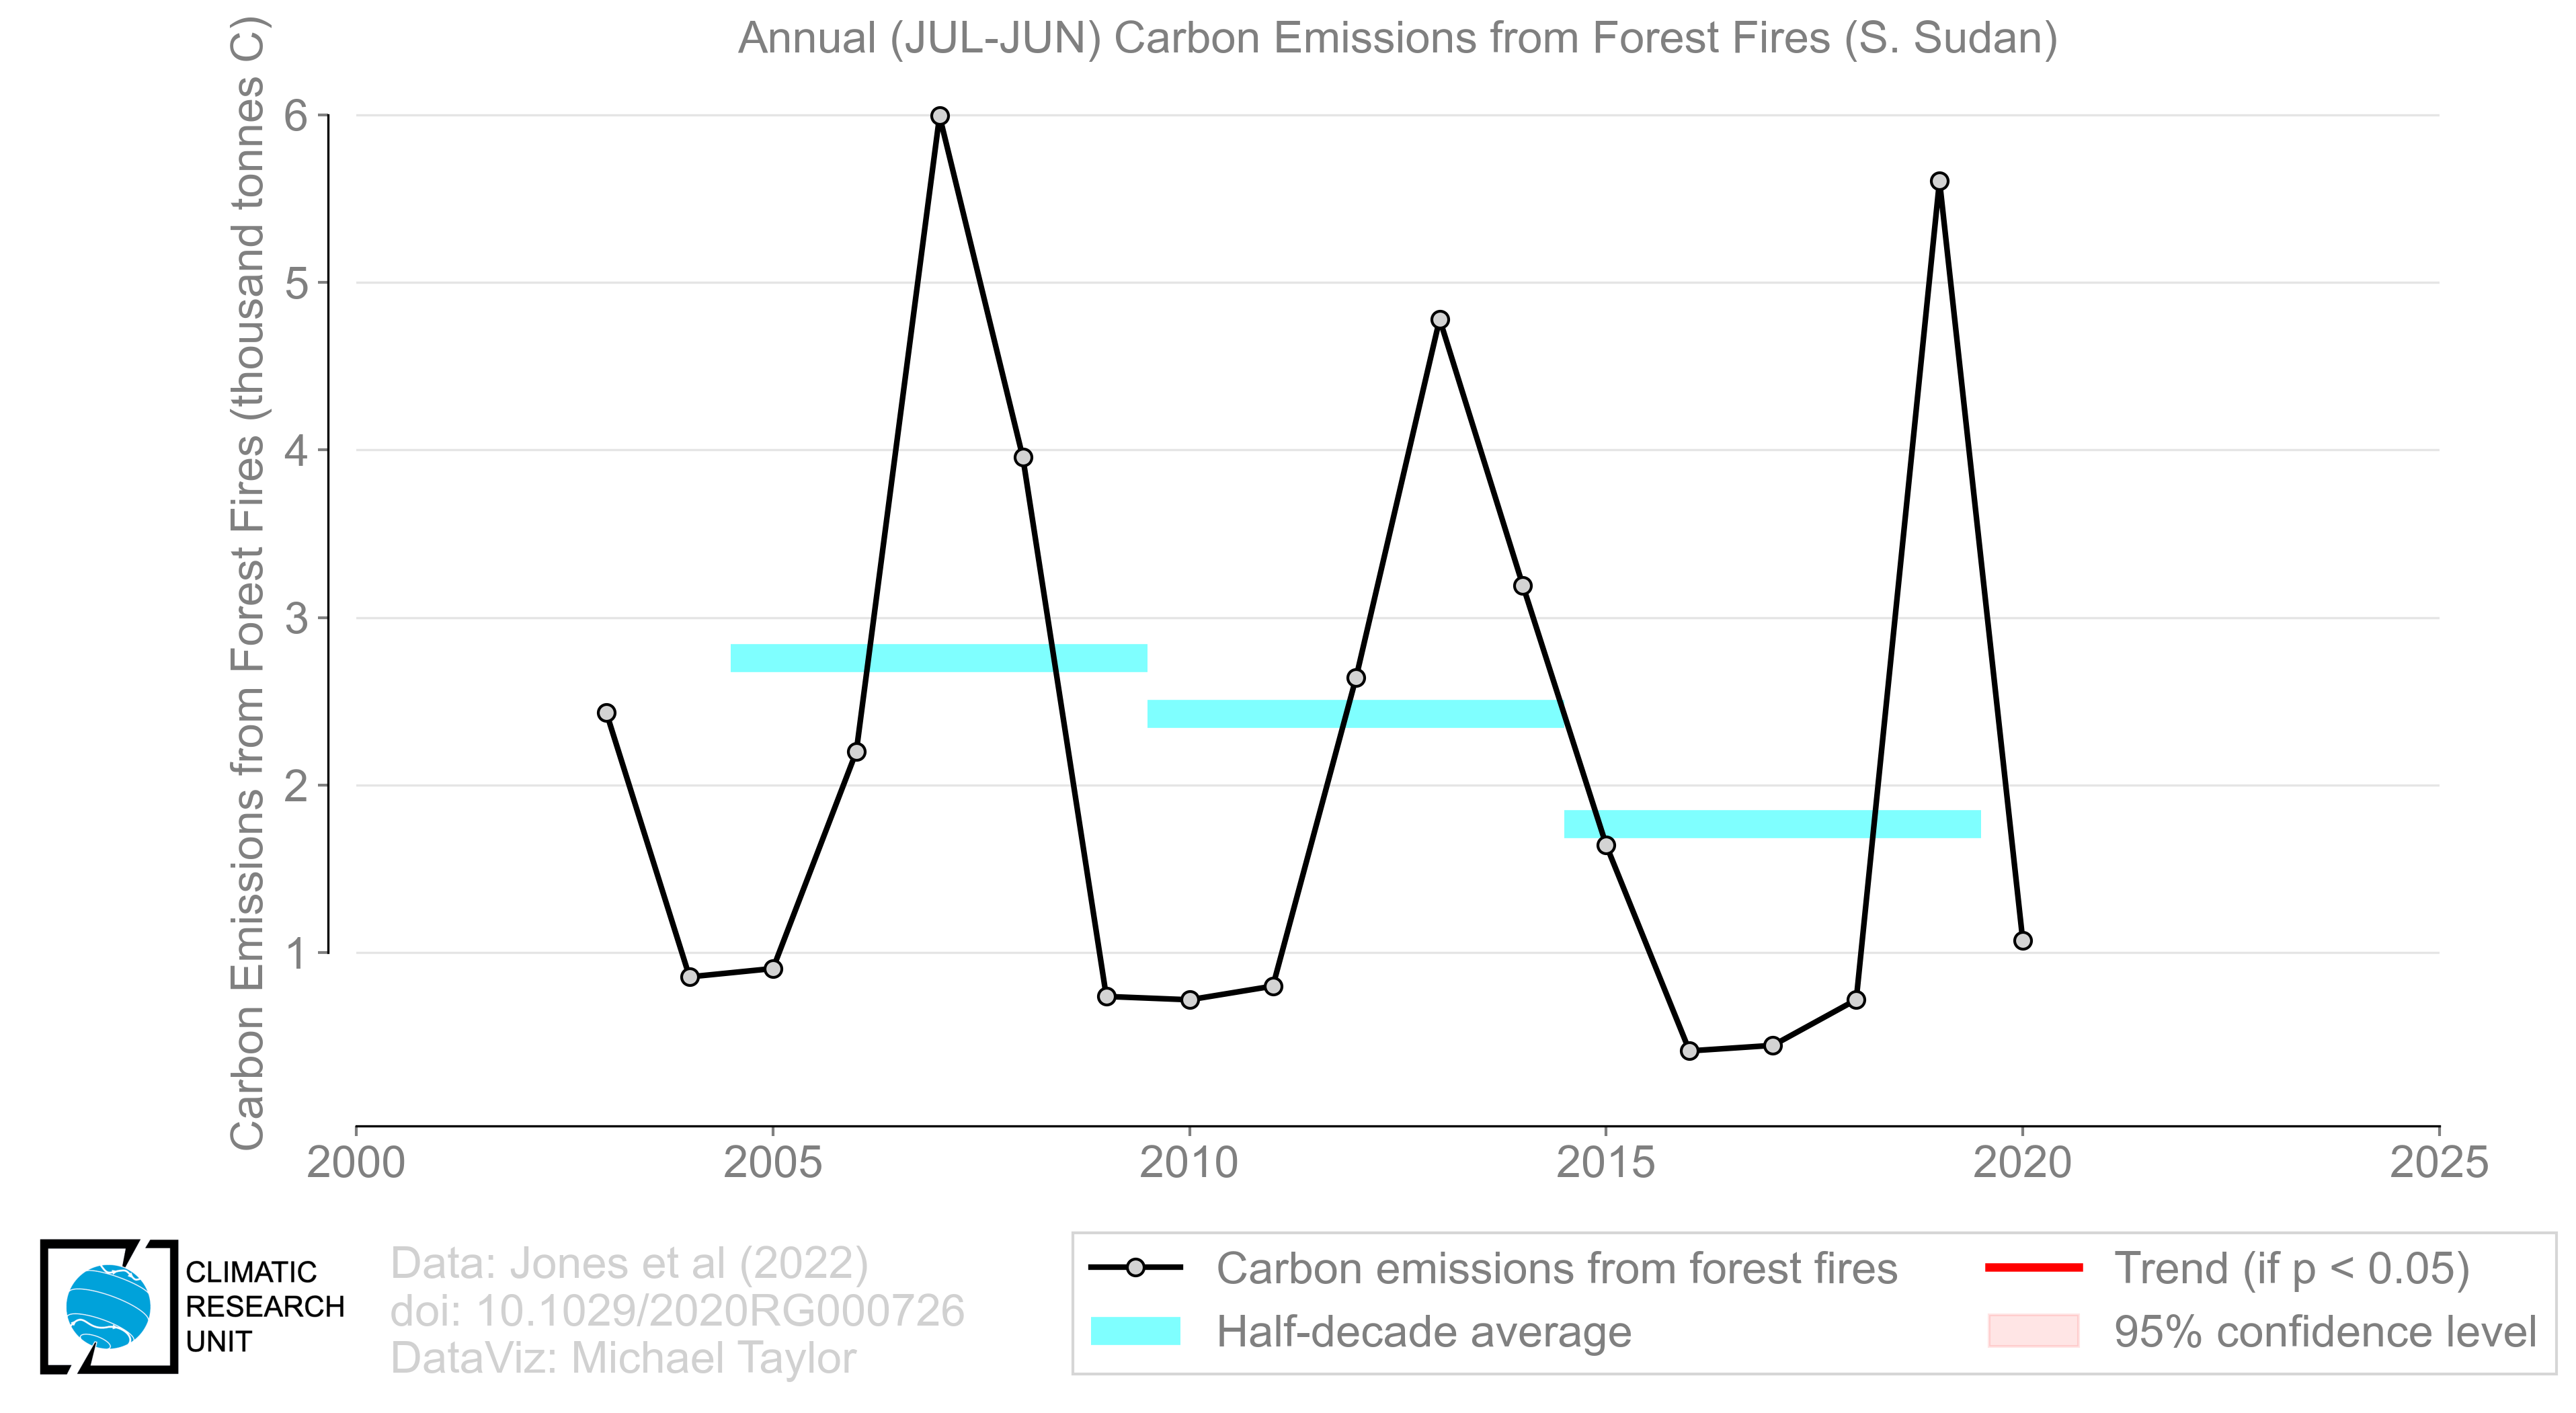 Annual (JUL-JUN) Carbon Emissions from Forest Fires (S. Sudan)
Carbon Emissions from Forest Fires (thousand tonnes C)
6
5
4
3
2
1
2000
2005
2010
2015
2020
2025
CLIMATIC
RESEARCH
UNIT
Data: Jones et al (2022)
doi: 10.1029/2020RG000726
DataViz: Michael Taylor
Carbon emissions from forest fires
Half-decade average
Trend (if p < 0.05)
95% confidence level